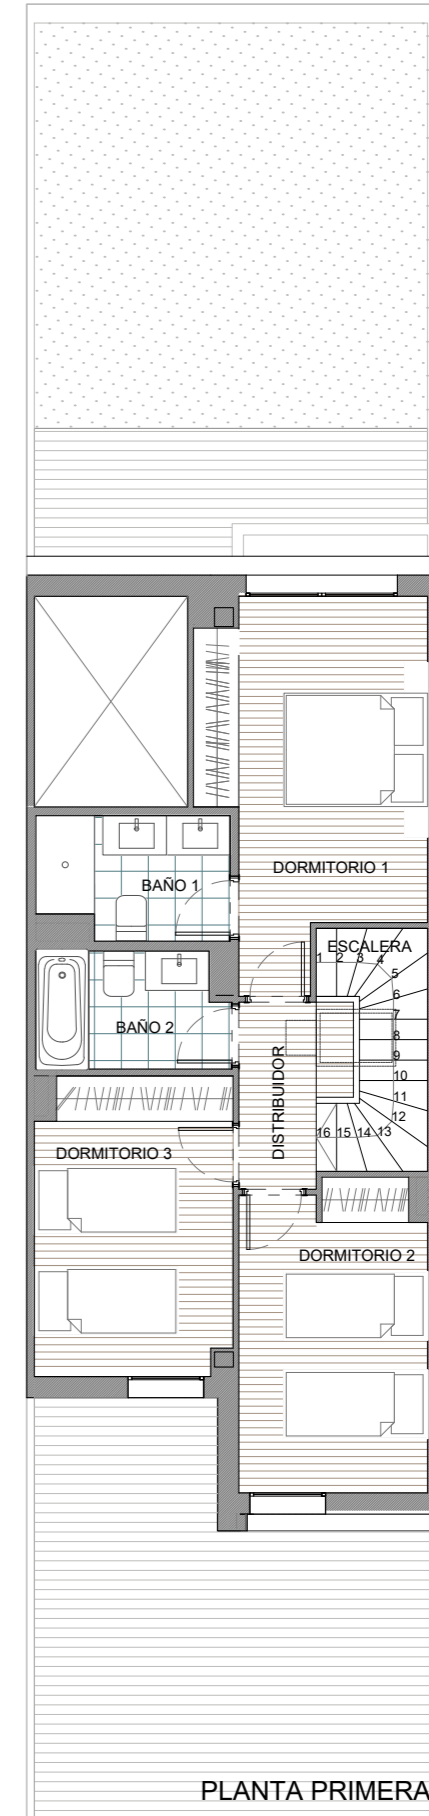 DORMITORIO 1
BAÑO 1
ESCALERA
1 2 3 4
5
6
7
8
9
10
11
12
16 15 14 13
BAÑO 2
DISTRIBUIDOR
DORMITORIO 3
DORMITORIO 2
PLANTA PRIMERA